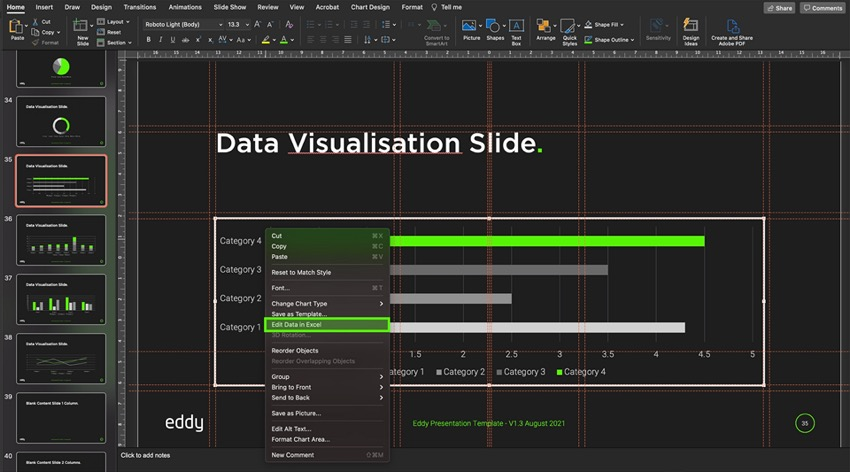 Home Insert Draw Design Transitions Animations Slide Show Review View Acrobat Chart Design Format Tell me Share Comments
Paste Cut Copy Format New Slide Layout Reset Section Roboto Light (Body) 13.3 Convert to SmartArt Picture Shapes Text Box Arrange Quick Styles Shape Fill Shape Outline Sensitivity Design Ideas Create and Share Adobe PDF
34
Data Visualisation Slide.
35
Data Visualisation Slide.
36
Data Visualisation Slide.
37
Data Visualisation Slide.
38
Data Visualisation Slide.
39
Blank Content Slide 1 Column.
40
Blank Content Slide 2 Column.
Data Visualisation Slide.
Category 4
Category 3
Category 2
Category 1
1.5 2 2.5 3 3.5 4 4.5 5
ategory 1 Category 2 Category 3 Category 4
Cut ⌘X
Copy ⌘C
Paste ⌘V
Reset to Match Style
Font... ⌘T
Change Chart Type
Save as Template...
Edit Data in Excel
3D Rotation...
Reorder Objects
Reorder Overlapping Objects
Group
Bring to Front
Send to Back
Save as Picture...
Edit Alt Text...
Format Chart Area...
New Comment ⇧⌘M
eddy
Eddy Presentation Template - V1.3 August 2021
35
Click to add notes